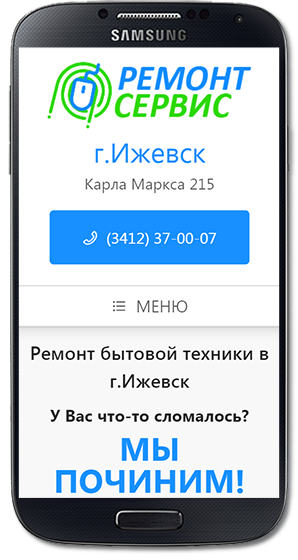 SAMSUNG
РЕМОНТ
СЕРВИС
г.Ижевск
Карла Маркса 215
(3412) 37-00-07
МЕНЮ
Ремонт бытовой техники в
г.Ижевск
У Вас что-то сломалось?
МЫ
ПОЧИНИМ!